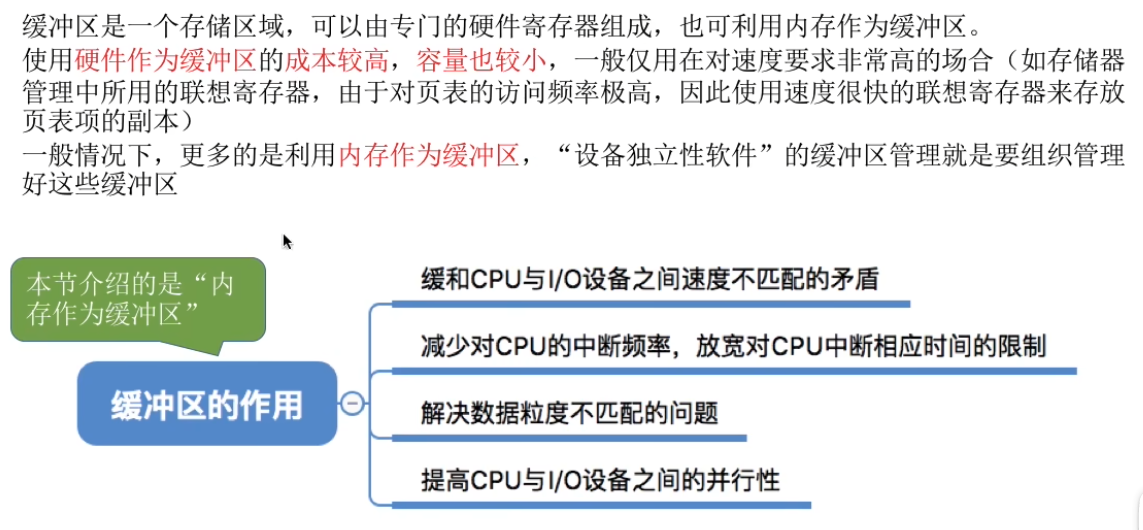 缓冲区是一个存储区域，可以由专门的硬件寄存器组成，也可利用内存作为缓冲区。
使用硬件作为缓冲区的成本较高，容量也较小，一般仅用在对速度要求非常高的场合（如存储器
管理中所用的联想寄存器，由于对页表的访问频率极高，因此使用速度很快的联想寄存器来存放
页表项的副本）
一般情况下，更多的是利用内存作为缓冲区，“设备独立性软件”的缓冲区管理就是要组织管理
好这些缓冲区
本节介绍的是“内
存作为缓冲区”
缓冲区的作用
缓和CPU与I/O设备之间速度不匹配的矛盾
减少对CPU的中断频率，放宽对CPU中断相应时间的限制
解决数据粒度不匹配的问题
提高CPU与I/O设备之间的并行性